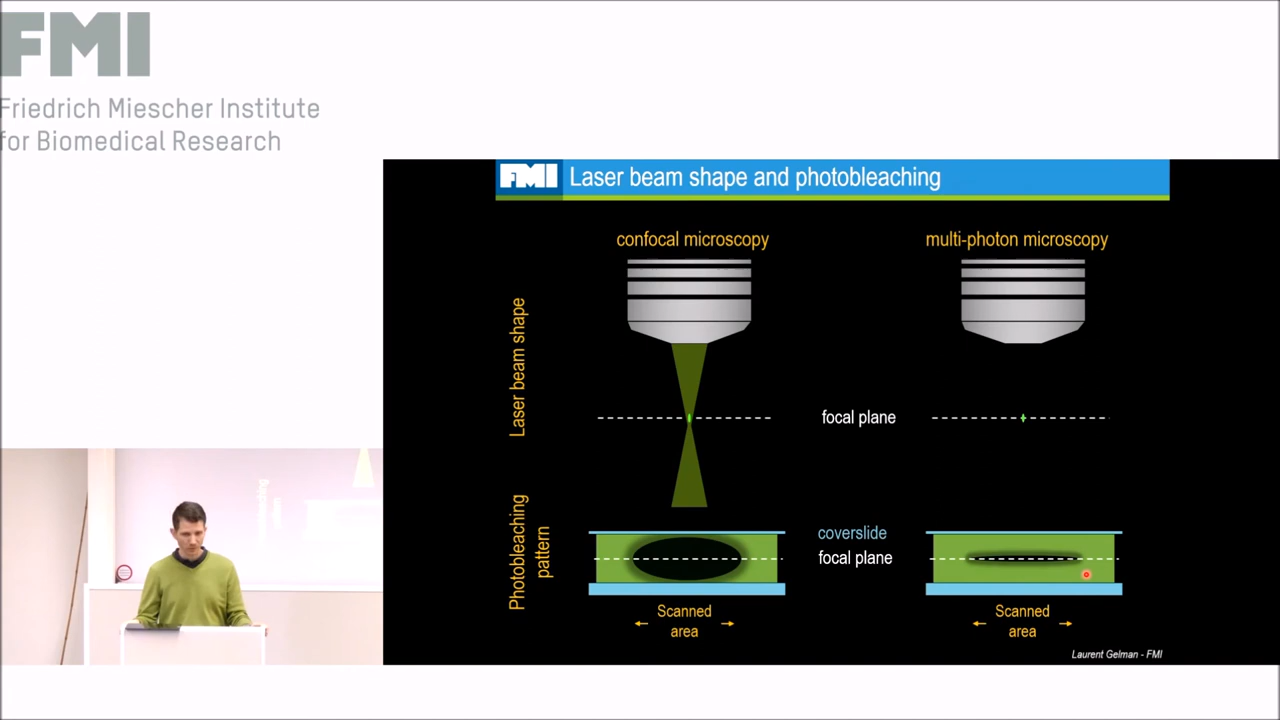 FMI
Friedrich Miescher Institute
for Biomedical Research
FMI Laser beam shape and photobleaching
confocal microscopy
multi-photon microscopy
Laser beam shape
focal plane
Photobleaching
pattern
coverslide
focal plane
Scanned
area
Scanned
area
Laurent Gelman - FMI